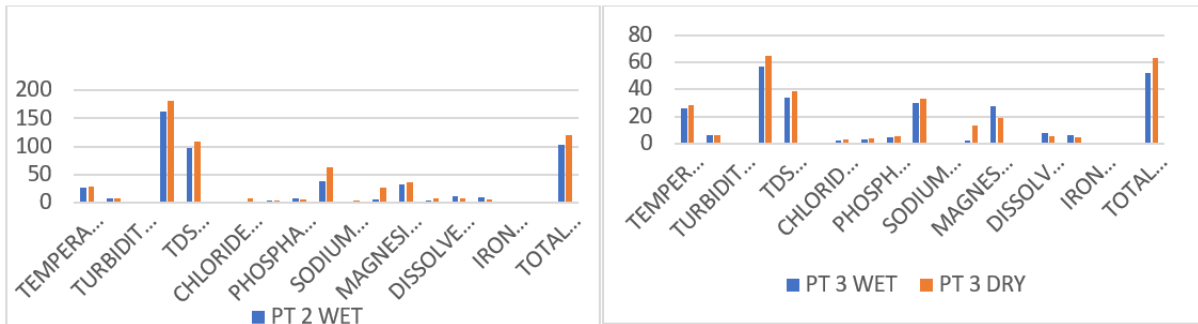 200
150
100
50
0
TEMPERA...
TURBIDIT...
TDS...
CHLORIDE...
PHOSPHA...
SODIUM...
MAGNESI...
DISSOLVE...
IRON...
TOTAL...
PT 2 WET
80
60
40
20
0
TEMPER...
TURBIDIT...
TDS...
CHLORID...
PHOSPH...
SODIUM...
MAGNES...
DISSOLV...
IRON...
TOTAL...
PT 3 WET PT 3 DRY